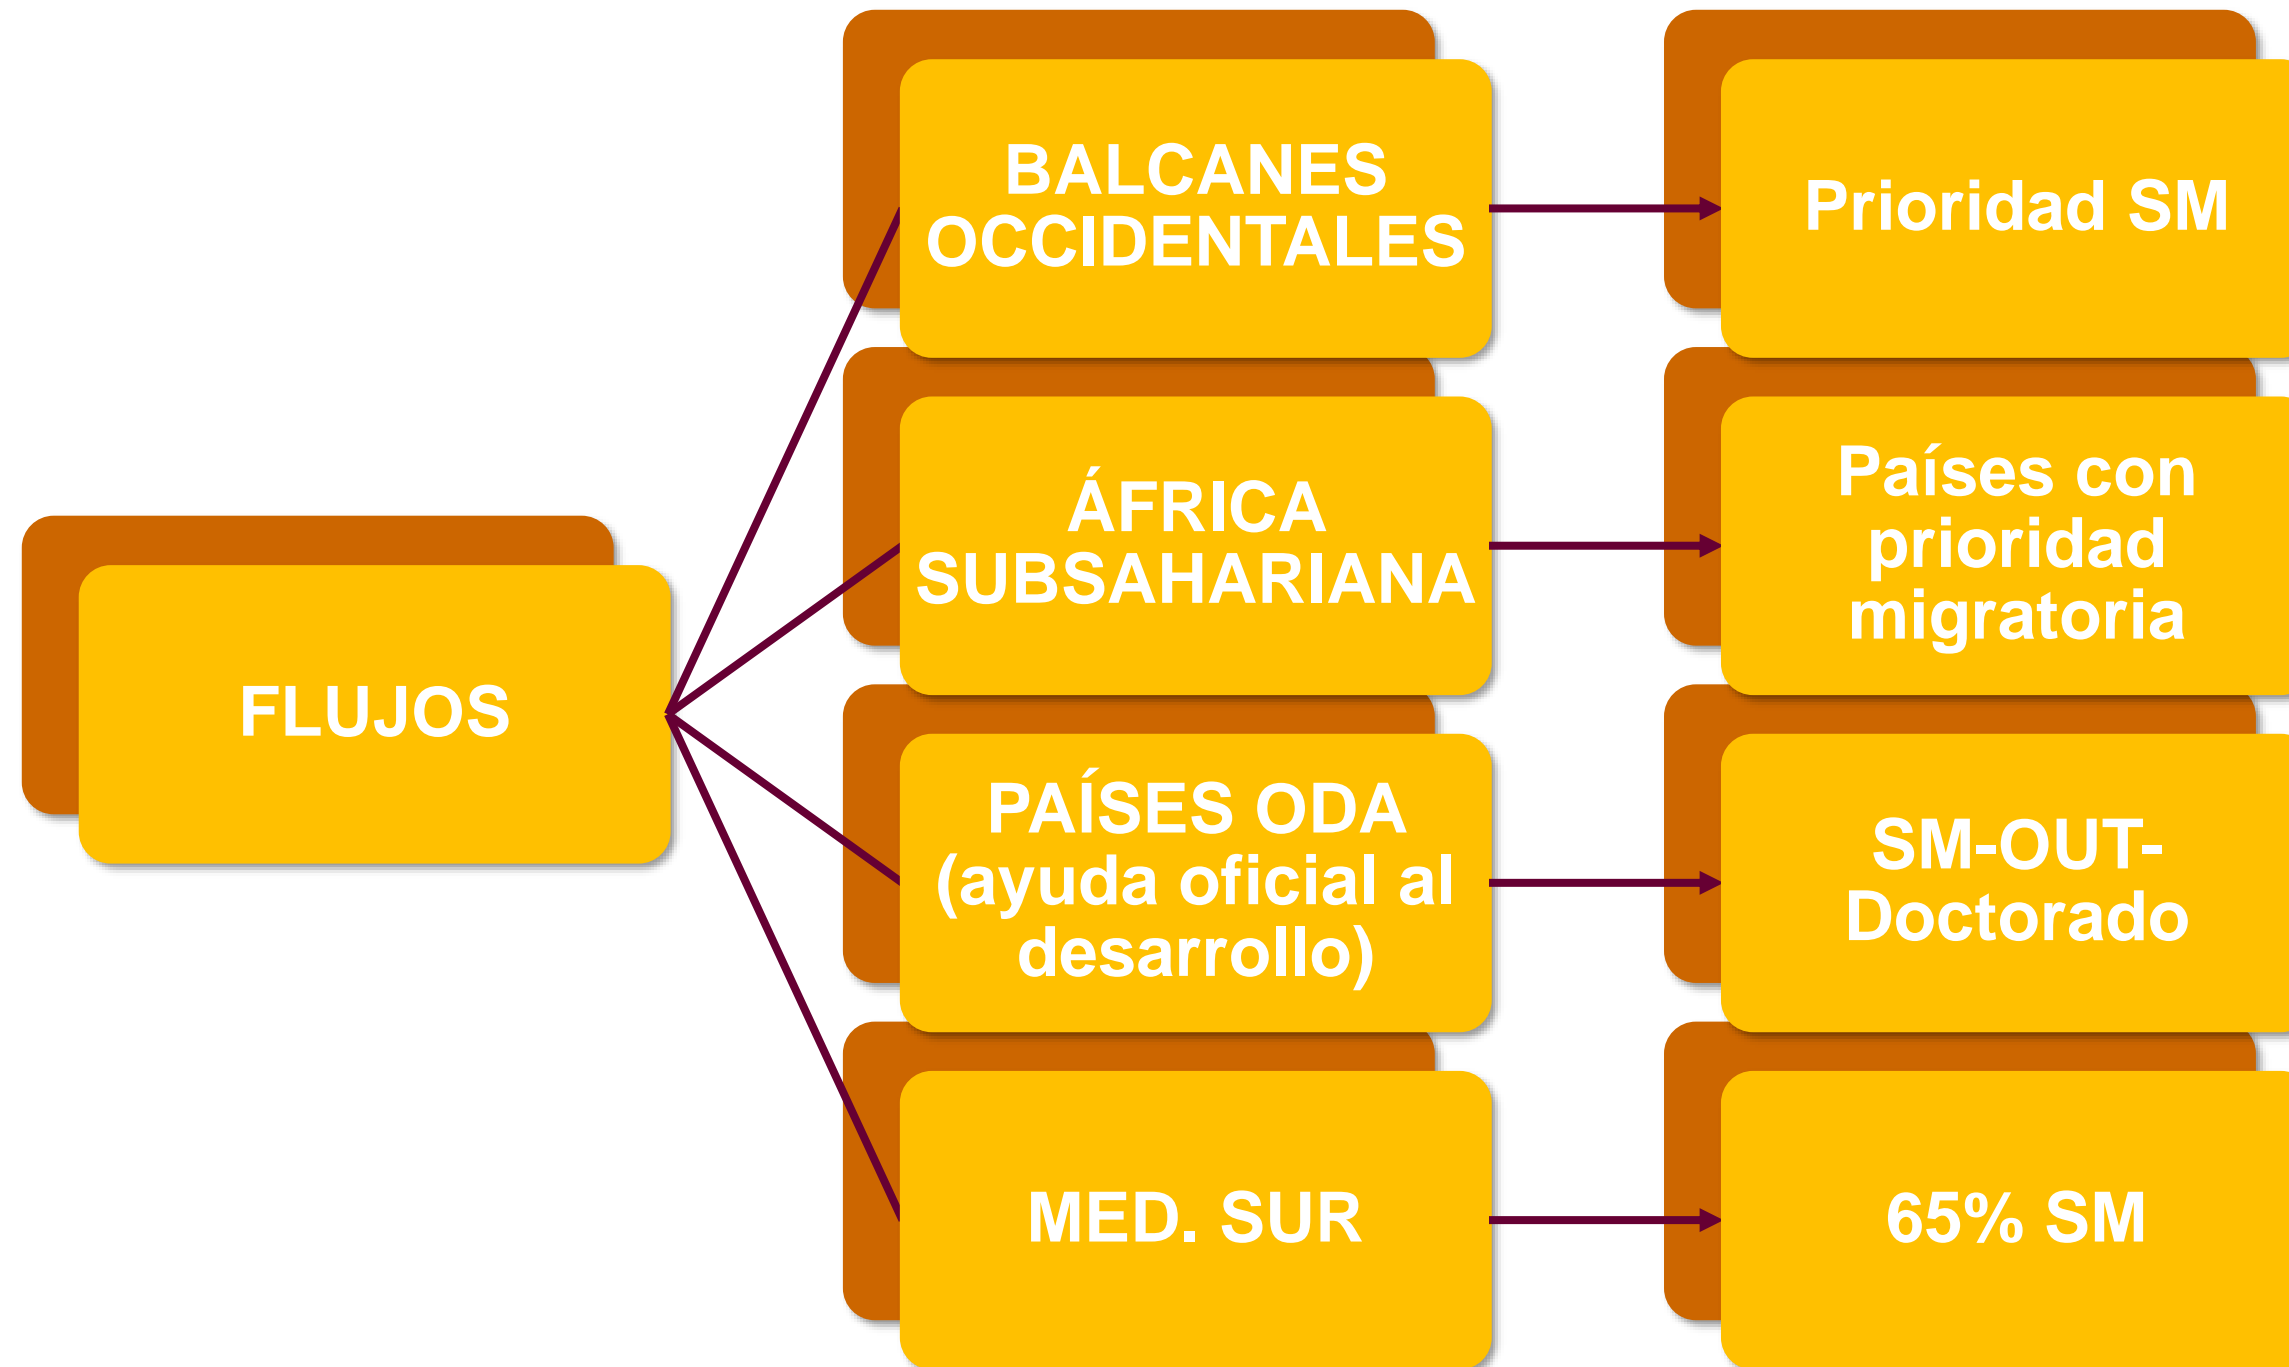 FLUJOS
BALCANES
OCCIDENTALES
Prioridad SM
ÁFRICA
SUBSAHARIANA
Países con
prioridad
migratoria
PAÍSES ODA
(ayuda oficial al
desarrollo)
SM-OUT-
Doctorado
MED. SUR
65% SM